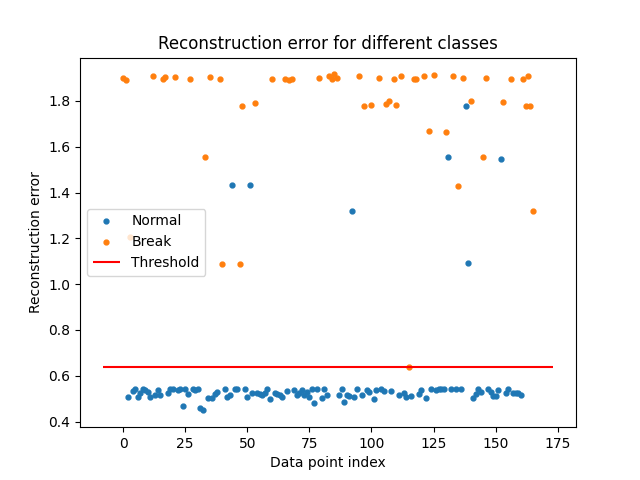 Reconstruction error for different classes
Reconstruction error
1.8
1.6
1.4
1.2
1.0
0.8
0.6
0.4
Normal
Break
Threshold
0 25 50 75 100 125 150 175
Data point index